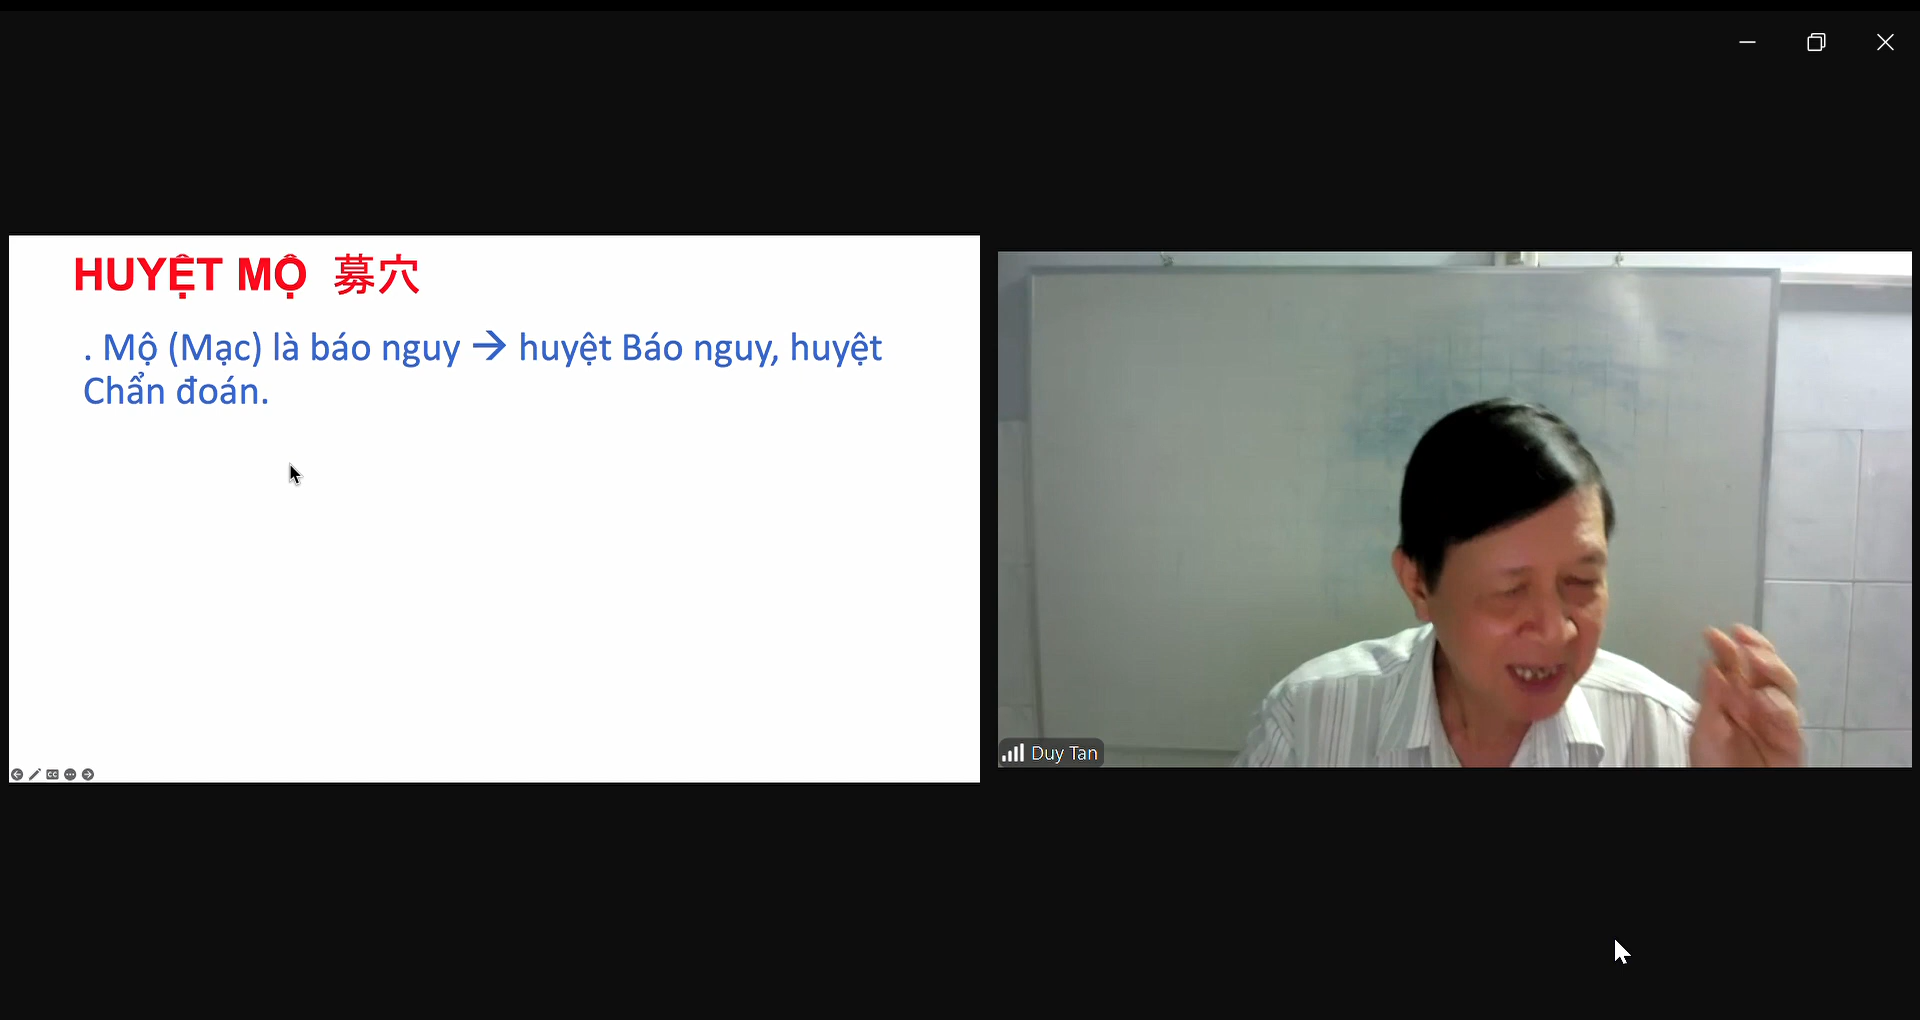 HUYỆT MỘ 募穴
. Mộ (Mạc) là báo nguy → huyệt Báo nguy, huyệt
Chẩn đoán.
Duy Tan